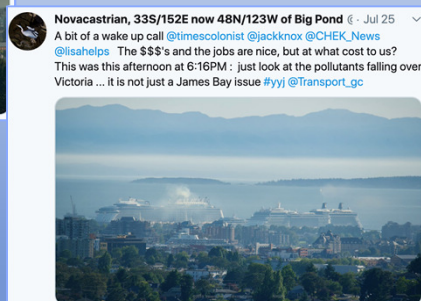 Novacastrian, 33S/152E now 48N/123W of Big Pond @ · Jul 25
A bit of a wake up call @timescolonist @jackknox @CHEK_News
@lisahelps The $$$'s and the jobs are nice, but at what cost to us?
This was this afternoon at 6:16PM : just look at the pollutants falling over
Victoria ... it is not just a James Bay issue #yyj @Transport_gc